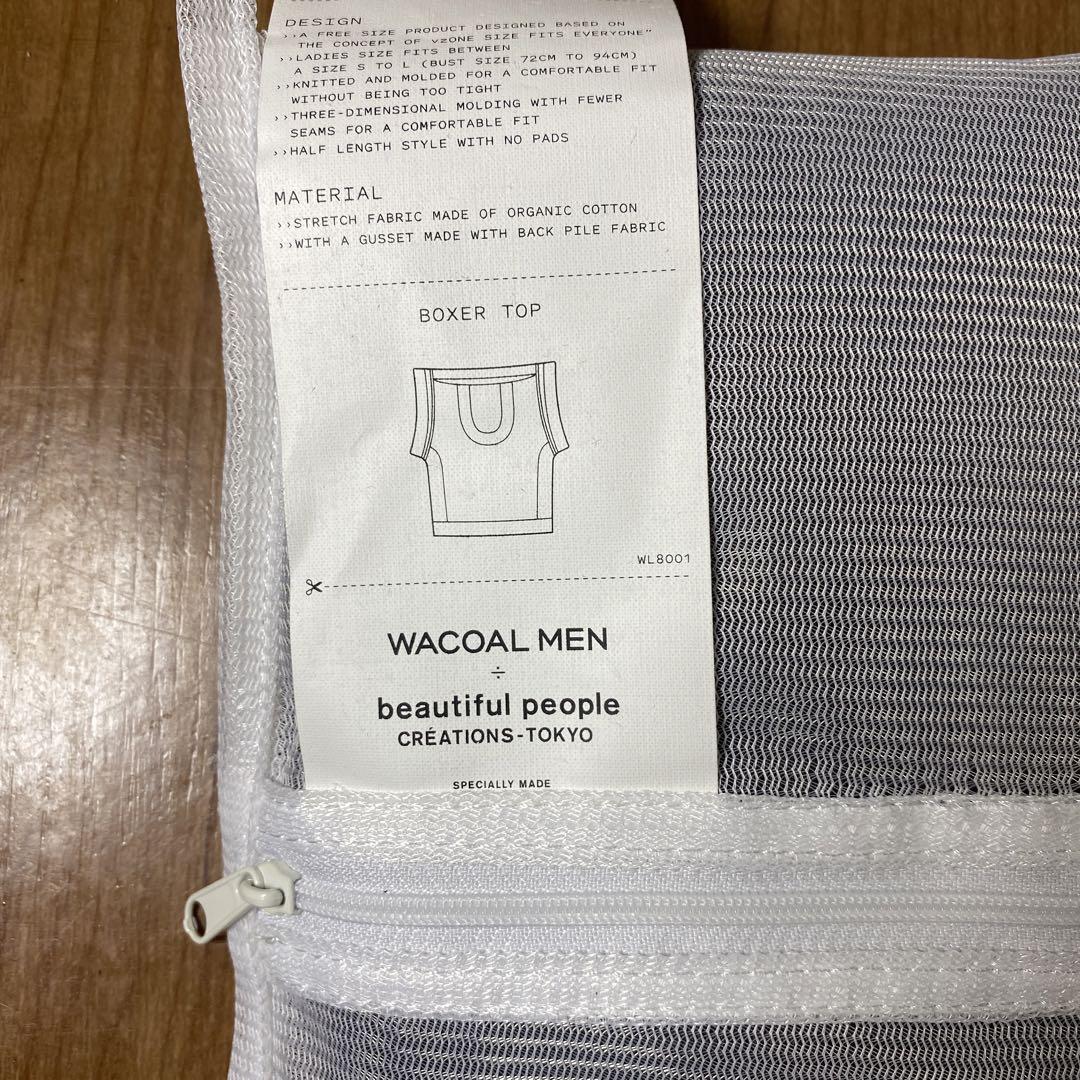 DESIGN
››A FREE SIZE PRODUCT DESIGNED BASED ON
THE CONCEPT OF ˅ZONE SIZE FITS EVERYONE"
››LADIES SIZE FITS BETWEEN
A SIZE S TO L (BUST SIZE 72CM TO 94CM)
››KNITTED AND MOLDED FOR A COMFORTABLE FIT
WITHOUT BEING TOO TIGHT
››THREE-DIMENSIONAL MOLDING WITH FEWER
SEAMS FOR A COMFORTABLE FIT
››HALF LENGTH STYLE WITH NO PADS
MATERIAL
››STRETCH FABRIC MADE OF ORGANIC COTTON
››WITH A GUSSET MADE WITH BACK PILE FABRIC
BOXER TOP
WL8001
WACOAL MEN
÷
beautiful people
CRÉATIONS-TOKYO
SPECIALLY MADE